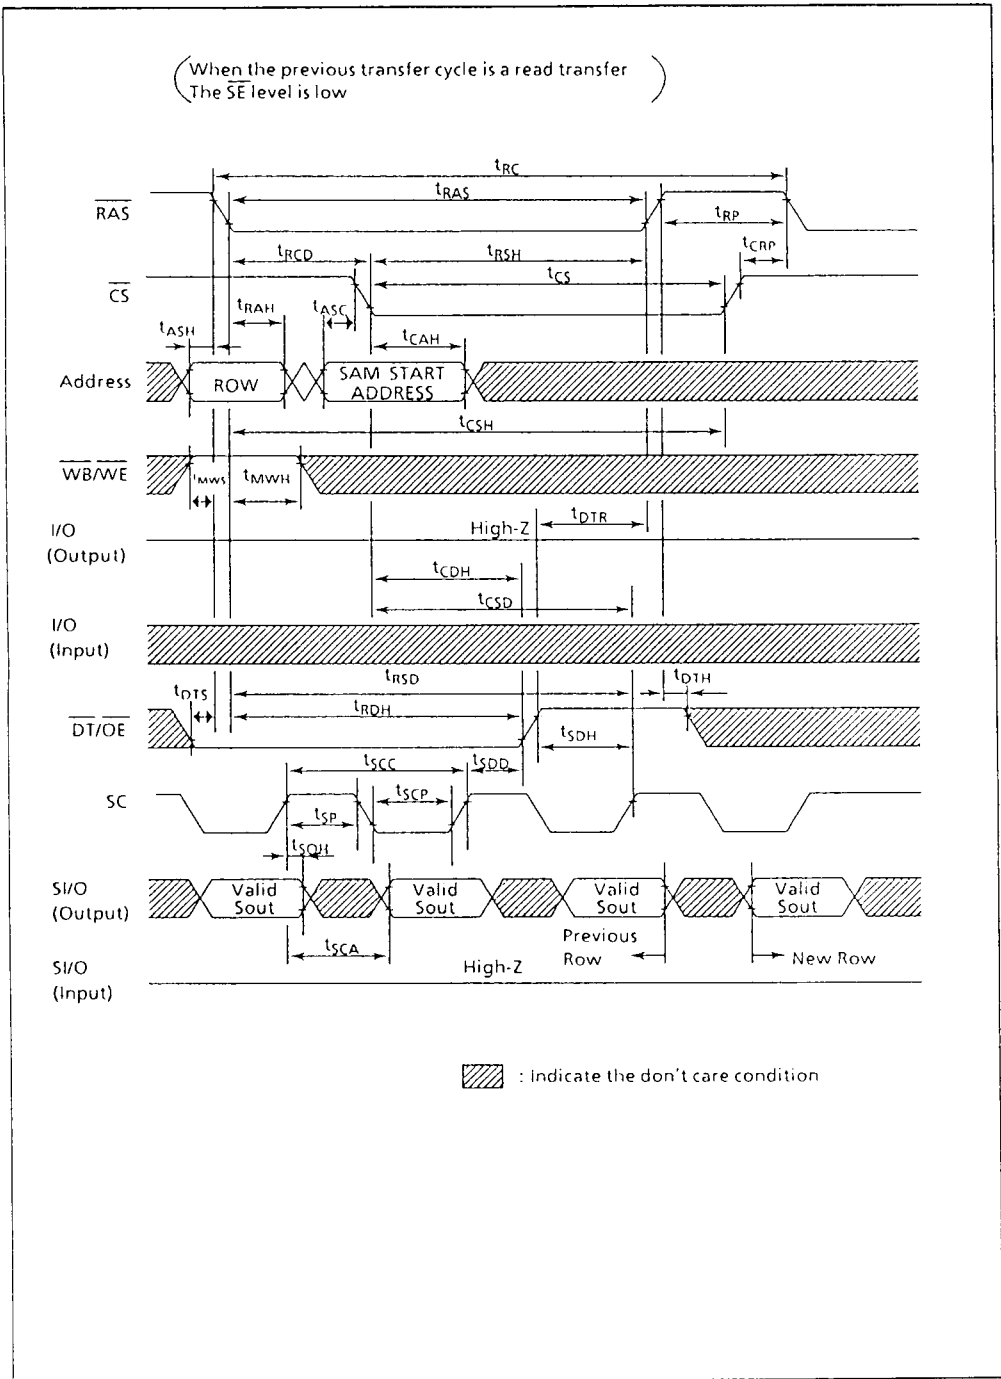 When the previous transfer cycle is a read transfer
The SE level is low
tRC
RAS
tRAS
tRP
tRCD
tRSH
tCRP
CS
tCS
tRAH
tASC
tASH
tCAH
Address
ROW
SAM START
ADDRESS
tCSH
WB/WE
tMWS
tMWH
I/O
(Output)
High-Z
tDTR
tCDH
tCSD
I/O
(Input)
tRSD
tDTS
tDTH
tRDH
DT/OE
tSDH
tSCC
tSDD
SC
tSCP
tSP
tSOH
SI/O
(Output)
Valid
Sout
Valid
Sout
Valid
Sout
Valid
Sout
tSCA
Previous
Row
New Row
SI/O
(Input)
High-Z
: Indicate the don't care condition